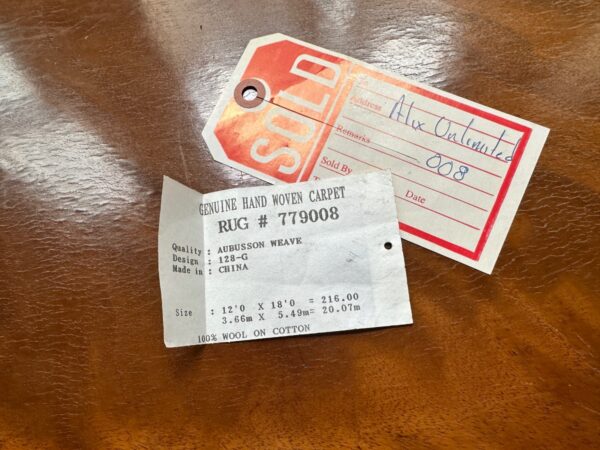 SOLD
Address Alix Unlimited
Remarks
008
Sold By
Date
GENUINE HAND WOVEN CARPET
RUG # 779008
Quality : AUBUSSON WEAVE
Design : 128-G
Made in : CHINA
Size : 12'0 X 18'0 = 216.00
3.66m X 5.49m= 20.07m
100% WOOL ON COTTON